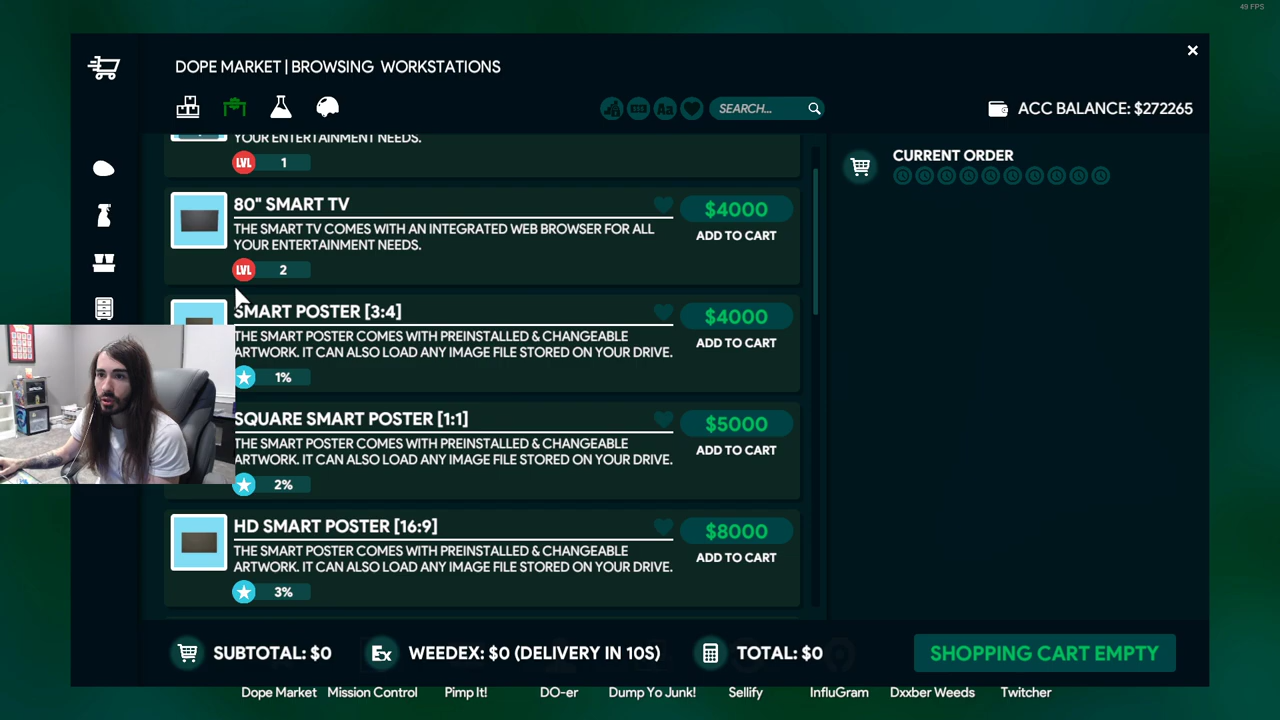 49 FPS
DOPE MARKET | BROWSING WORKSTATIONS
Aa
SEARCH...
ACC BALANCE: $272265
YOUR ENTERTAINMENT NEEDS.
LVL 1
CURRENT ORDER
80" SMART TV
THE SMART TV COMES WITH AN INTEGRATED WEB BROWSER FOR ALL
YOUR ENTERTAINMENT NEEDS.
LVL 2
$4000
ADD TO CART
SMART POSTER [3:4]
THE SMART POSTER COMES WITH PREINSTALLED & CHANGEABLE
ARTWORK. IT CAN ALSO LOAD ANY IMAGE FILE STORED ON YOUR DRIVE.
1%
$4000
ADD TO CART
SQUARE SMART POSTER [1:1]
THE SMART POSTER COMES WITH PREINSTALLED & CHANGEABLE
ARTWORK. IT CAN ALSO LOAD ANY IMAGE FILE STORED ON YOUR DRIVE.
2%
$5000
ADD TO CART
HD SMART POSTER [16:9]
THE SMART POSTER COMES WITH PREINSTALLED & CHANGEABLE
ARTWORK. IT CAN ALSO LOAD ANY IMAGE FILE STORED ON YOUR DRIVE.
3%
$8000
ADD TO CART
SUBTOTAL: $0
Ex WEEDEX: $0 (DELIVERY IN 10S)
TOTAL: $0
SHOPPING CART EMPTY
Dope Market Mission Control Pimp It! DO-er Dump Yo Junk! Sellify InfluGram Dxxber Weeds Twitcher